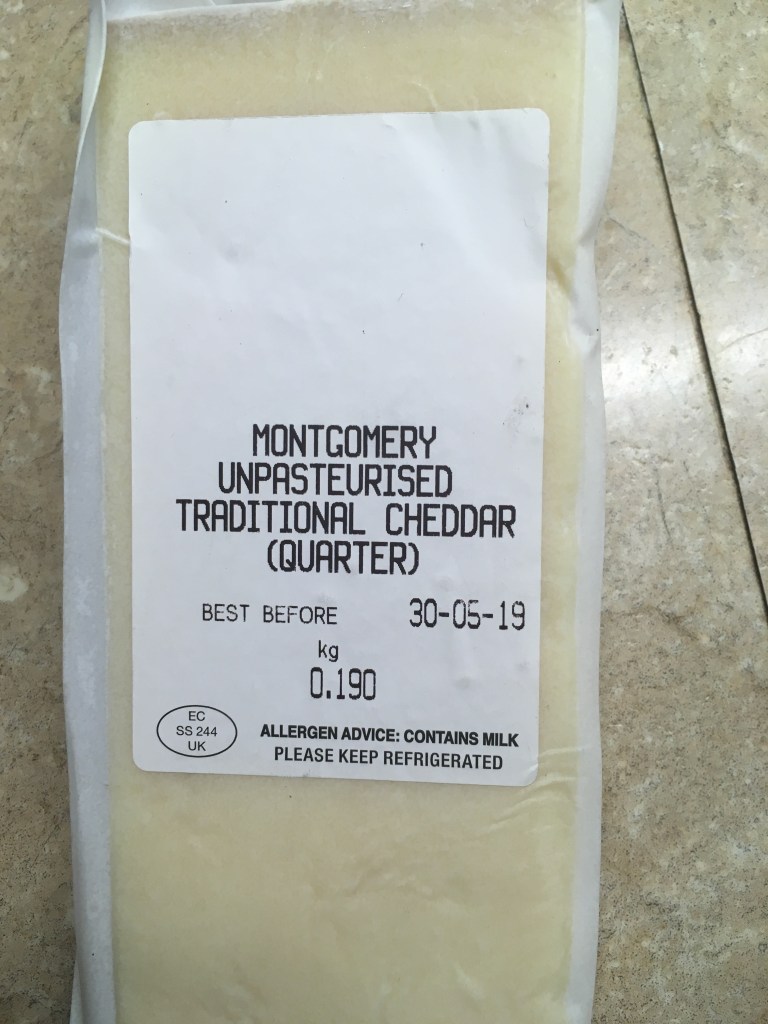 MONTGOMERY
UNPASTEURISED
TRADITIONAL CHEDDAR
(QUARTER)
BEST BEFORE 30-05-19
kg
0.190
EC
SS 244
UK
ALLERGEN ADVICE: CONTAINS MILK
PLEASE KEEP REFRIGERATED